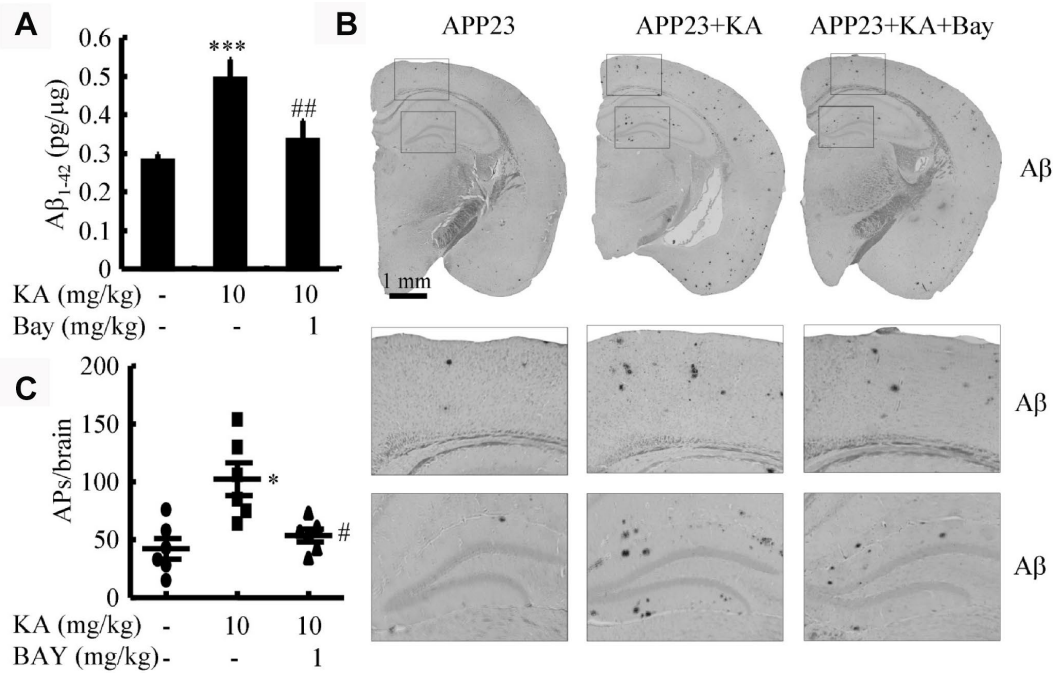 A
0.6
0.5
0.4
0.3
0.2
0.1
0
Aβ1-42 (pg/μg)
***
##
KA (mg/kg) - 10 10
Bay (mg/kg) - - 1
B
APP23 APP23+KA APP23+KA+Bay
Aβ
1 mm
Aβ
Aβ
C
200
150
100
50
0
APs/brain
*
#
KA (mg/kg) - 10 10
BAY (mg/kg) - - 1